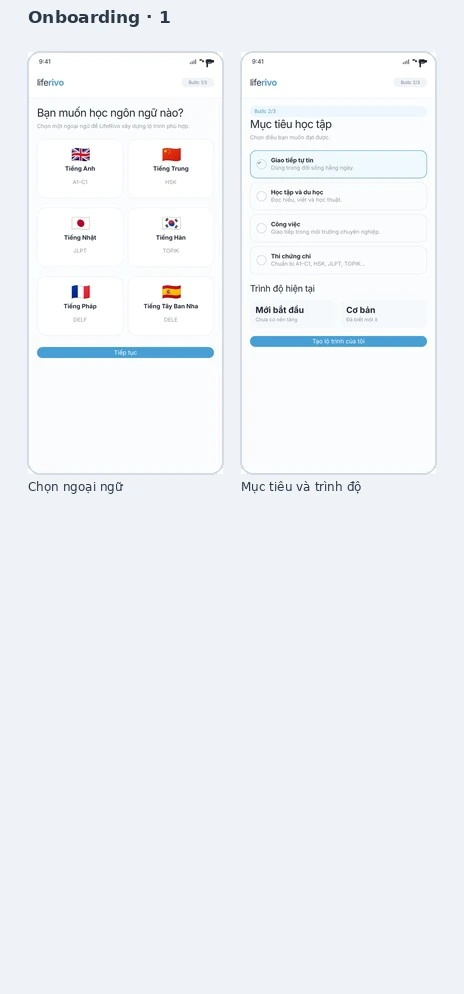 Onboarding · 1
9:41
liferivo
Bước 1/3
Bạn muốn học ngôn ngữ nào?
Chọn một ngoại ngữ để LifeRivo xây dựng lộ trình phù hợp.
Tiếng Anh
A1–C1
Tiếng Trung
HSK
Tiếng Nhật
JLPT
Tiếng Hàn
TOPIK
Tiếng Pháp
DELF
Tiếng Tây Ban Nha
DELE
Tiếp tục
Chọn ngoại ngữ
9:41
liferivo
Bước 2/3
Bước 2/3
Mục tiêu học tập
Chọn điều bạn muốn đạt được.
Giao tiếp tự tin
Dùng trong đời sống hằng ngày.
Học tập và du học
Đọc hiểu, viết và học thuật.
Công việc
Giao tiếp trong môi trường chuyên nghiệp.
Thi chứng chỉ
Chuẩn bị A1–C1, HSK, JLPT, TOPIK...
Trình độ hiện tại
Mới bắt đầu
Chưa có nền tảng
Cơ bản
Đã biết một ít
Tạo lộ trình của tôi
Mục tiêu và trình độ